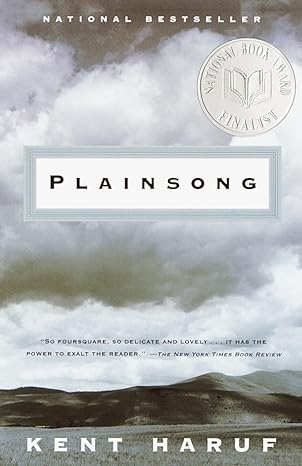 NATIONAL BESTSELLER
NATIONAL BOOK AWARD
FINALIST
PLAINSONG
"SO FOURSQUARE, SO DELICATE AND LOVELY . . . IT HAS THE
POWER TO EXALT THE READER." —THE NEW YORK TIMES BOOK REVIEW
KENT HARUF